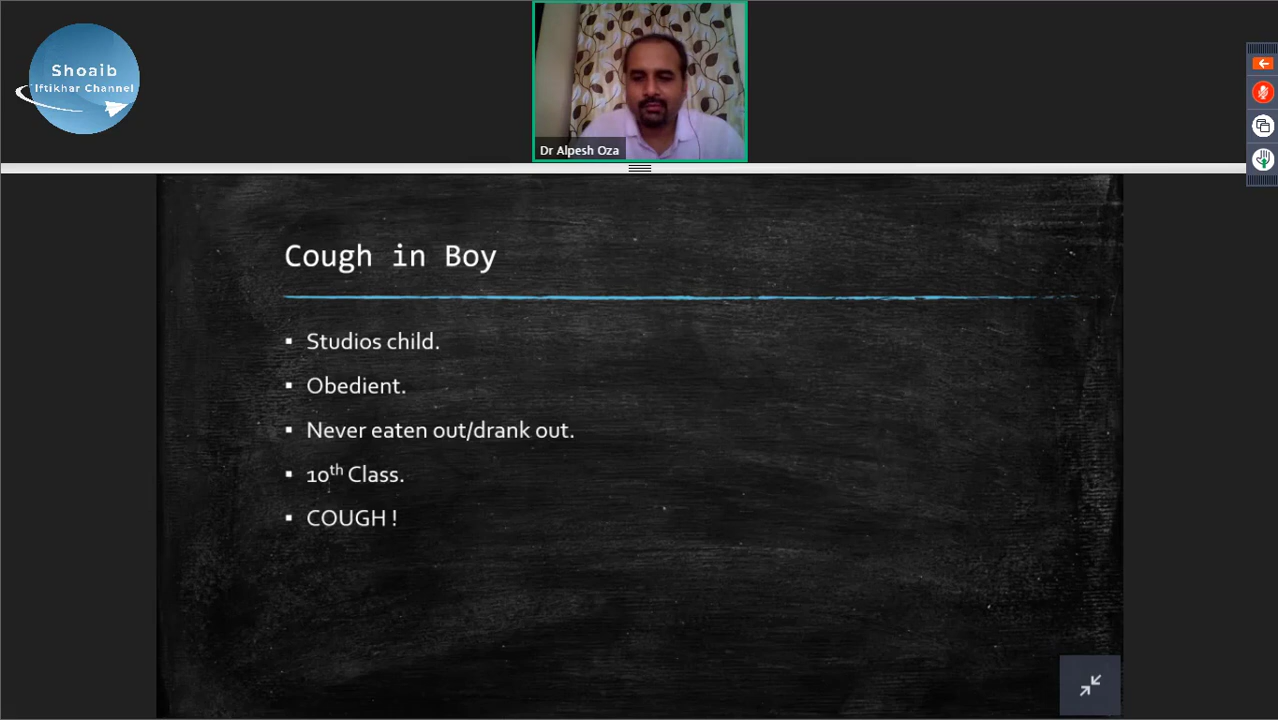 Shoaib
Iftikhar Channel
Dr Alpesh Oza
Cough in Boy
▪ Studios child.
▪ Obedient.
▪ Never eaten out/drank out.
▪ 10th Class.
▪ COUGH !